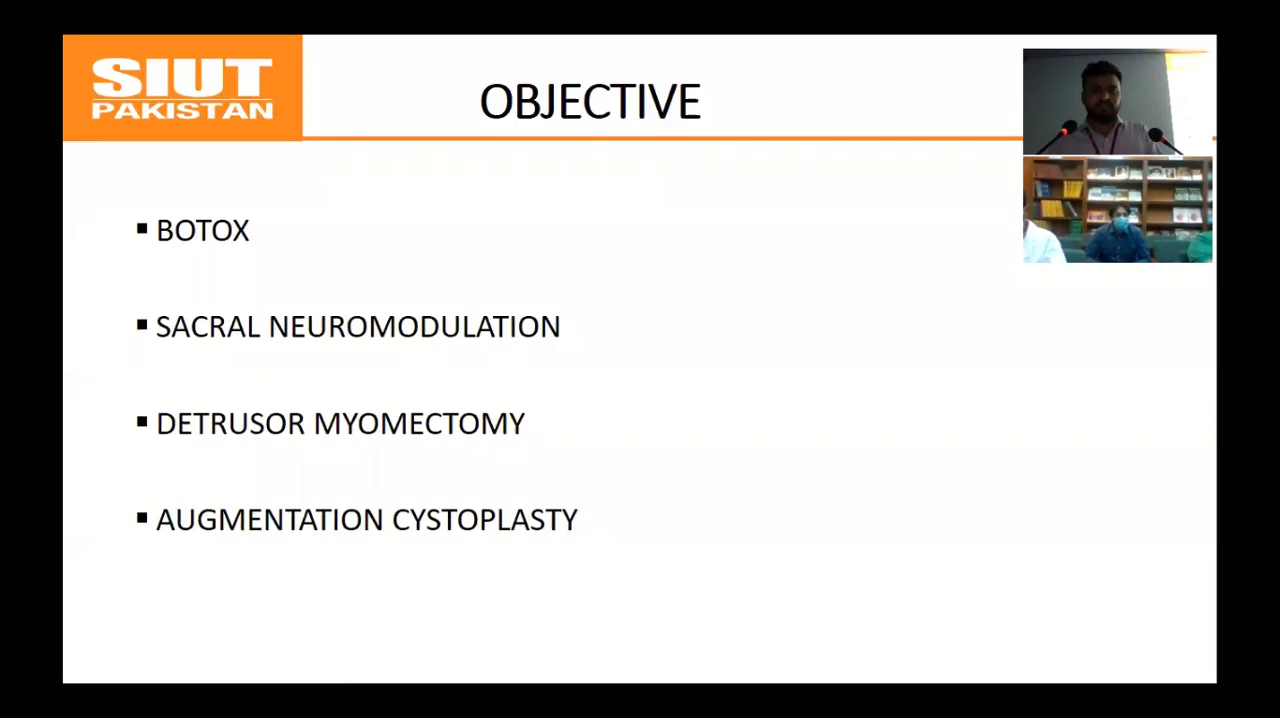 SIUT
PAKISTAN
OBJECTIVE
▪ BOTOX
▪ SACRAL NEUROMODULATION
▪ DETRUSOR MYOMECTOMY
▪ AUGMENTATION CYSTOPLASTY